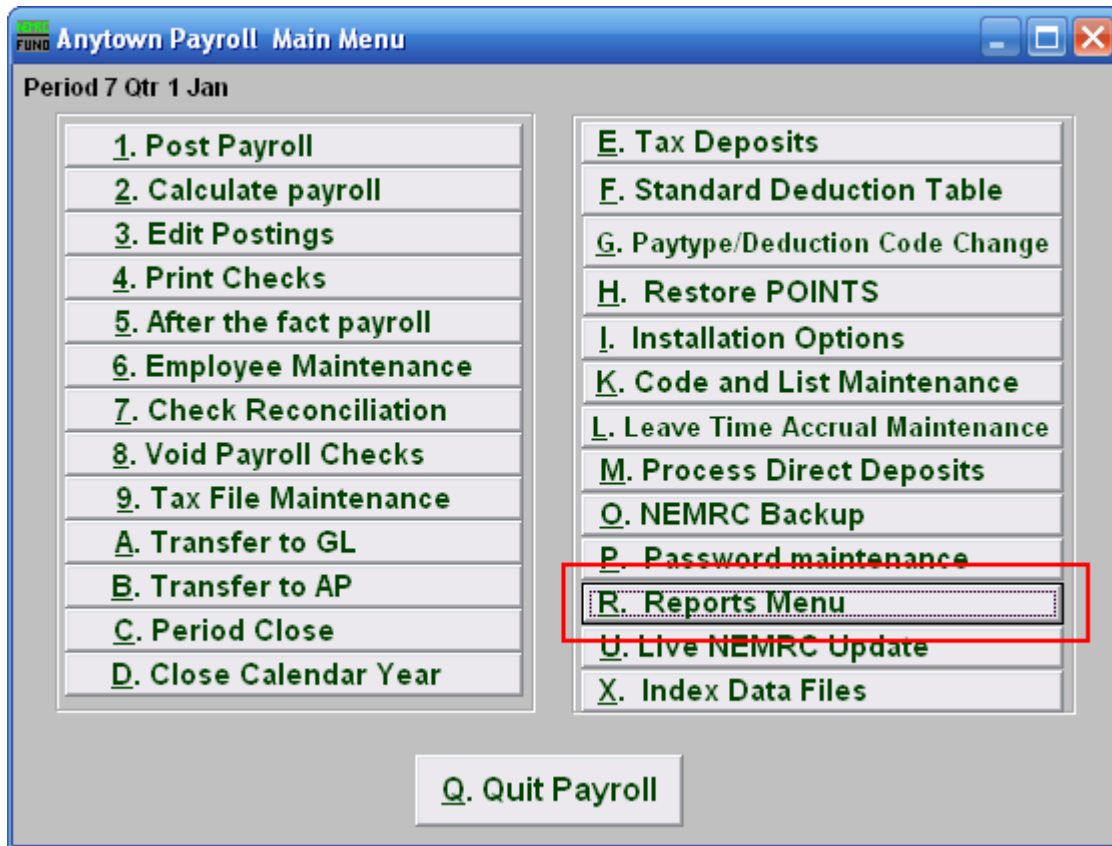 NEMRC
FUND Anytown Payroll Main Menu
Period 7 Qtr 1 Jan
1. Post Payroll
2. Calculate payroll
3. Edit Postings
4. Print Checks
5. After the fact payroll
6. Employee Maintenance
7. Check Reconciliation
8. Void Payroll Checks
9. Tax File Maintenance
A. Transfer to GL
B. Transfer to AP
C. Period Close
D. Close Calendar Year
E. Tax Deposits
F. Standard Deduction Table
G. Paytype/Deduction Code Change
H. Restore POINTS
I. Installation Options
K. Code and List Maintenance
L. Leave Time Accrual Maintenance
M. Process Direct Deposits
O. NEMRC Backup
P. Password maintenance
R. Reports Menu
U. Live NEMRC Update
X. Index Data Files
Q. Quit Payroll